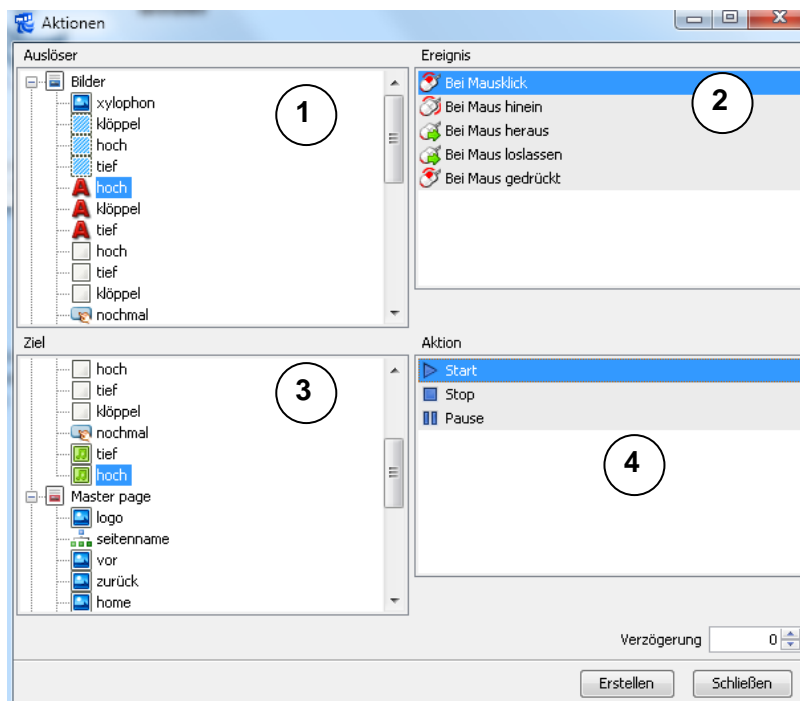 Aktionen
Auslöser
Bilder
xylophon
klöppel
hoch
tief
hoch
klöppel
tief
hoch
tief
klöppel
nochmal
1
Ereignis
Bei Mausklick
Bei Maus hinein
Bei Maus heraus
Bei Maus loslassen
Bei Maus gedrückt
2
Ziel
hoch
tief
klöppel
nochmal
tief
hoch
Master page
logo
seitenname
vor
zurück
home
3
Aktion
Start
Stop
Pause
4
Verzögerung 0
Erstellen Schließen